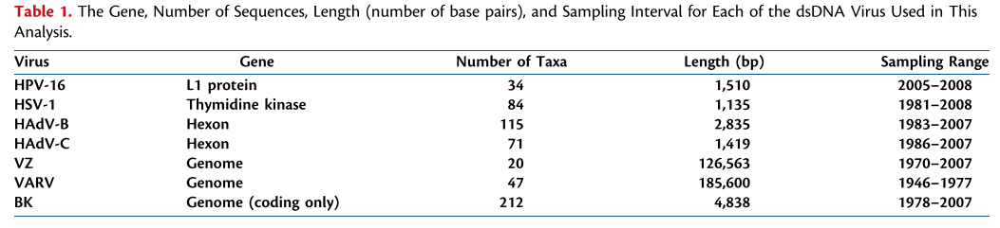 Table 1. The Gene, Number of Sequences, Length (number of base pairs), and Sampling Interval for Each of the dsDNA Virus Used in This
Analysis.
Virus Gene Number of Taxa Length (bp) Sampling Range
HPV-16 L1 protein 34 1,510 2005–2008
HSV-1 Thymidine kinase 84 1,135 1981–2008
HAdV-B Hexon 115 2,835 1983–2007
HAdV-C Hexon 71 1,419 1986–2007
VZ Genome 20 126,563 1970–2007
VARV Genome 47 185,600 1946–1977
BK Genome (coding only) 212 4,838 1978–2007